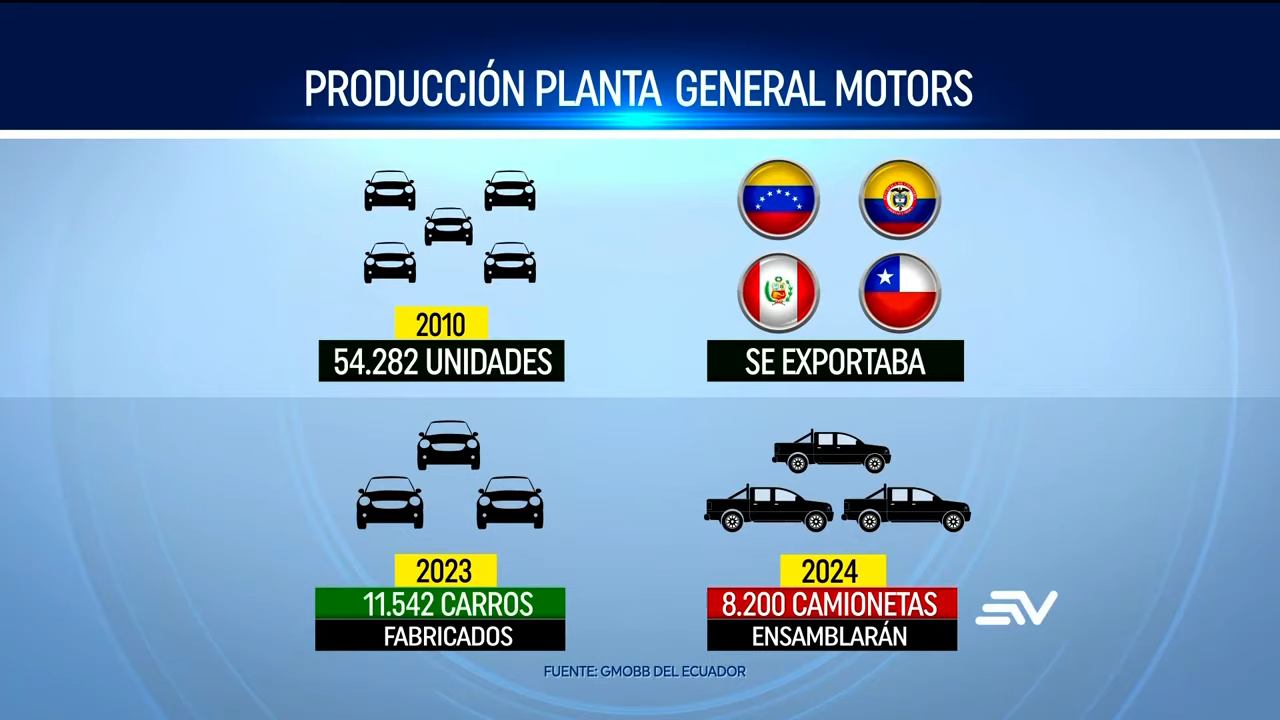 PRODUCCIÓN PLANTA GENERAL MOTORS
2010
54.282 UNIDADES
SE EXPORTABA
2023
11.542 CARROS
FABRICADOS
2024
8.200 CAMIONETAS
ENSAMBLARÁN
EV
FUENTE: GMOBB DEL ECUADOR